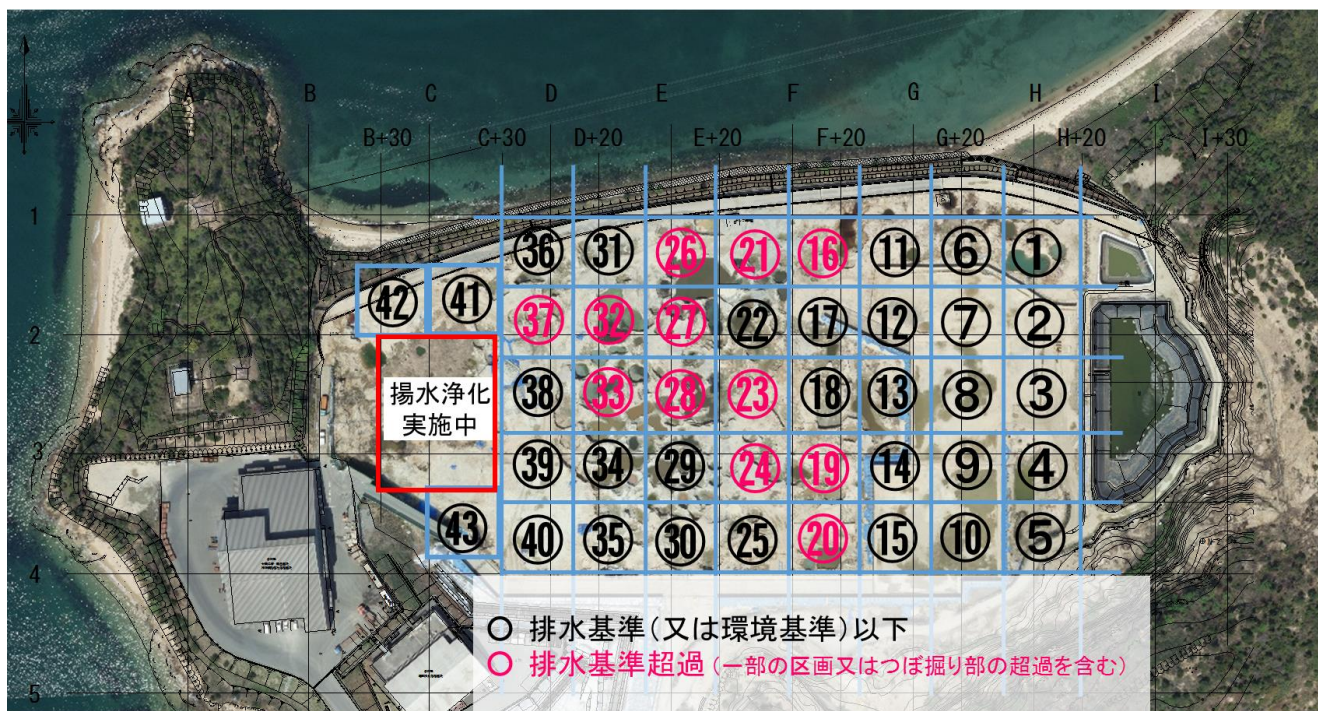 A B C D E F G H I
B+30 C+30 D+20 E+20 F+20 G+20 H+20 I+30
1
㊱ ㉛ ㉖ ㉑ ⑯ ⑪ ⑥ ①
㊷ ㊶
㊲ ㉜ ㉗ ㉒ ⑰ ⑫ ⑦ ②
2
揚水浄化
実施中
㊳ ㉝ ㉘ ㉓ ⑱ ⑬ ⑧ ③
3
㊴ ㉞ ㉙ ㉔ ⑲ ⑭ ⑨ ④
㊸
㊵ ㉟ ㉚ ㉕ ⑳ ⑮ ⑩ ⑤
4
○ 排水基準(又は環境基準)以下
○ 排水基準超過(一部の区画又はつぼ掘り部の超過を含む)
5